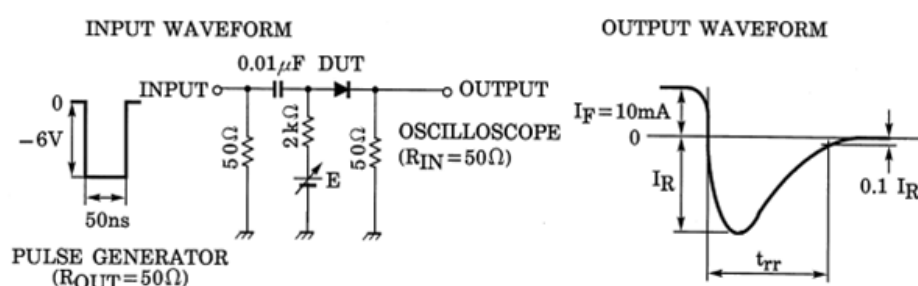 INPUT WAVEFORM
OUTPUT WAVEFORM
0.01μF DUT
INPUT
OUTPUT
0
−6V
50ns
50Ω
2kΩ
E
50Ω
OSCILLOSCOPE
(RIN=50Ω)
PULSE GENERATOR
(ROUT=50Ω)
IF=10mA
0
IR
0.1 IR
trr